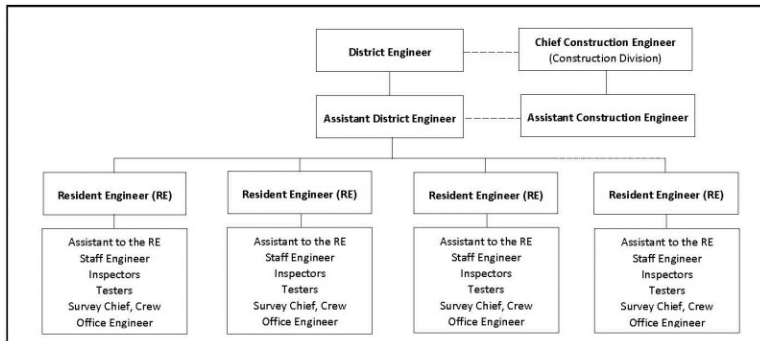 District Engineer
Chief Construction Engineer
(Construction Division)
Assistant District Engineer
Assistant Construction Engineer
Resident Engineer (RE)
Resident Engineer (RE)
Resident Engineer (RE)
Resident Engineer (RE)
Assistant to the RE
Staff Engineer
Inspectors
Testers
Survey Chief, Crew
Office Engineer
Assistant to the RE
Staff Engineer
Inspectors
Testers
Survey Chief, Crew
Office Engineer
Assistant to the RE
Staff Engineer
Inspectors
Testers
Survey Chief, Crew
Office Engineer
Assistant to the RE
Staff Engineer
Inspectors
Testers
Survey Chief, Crew
Office Engineer